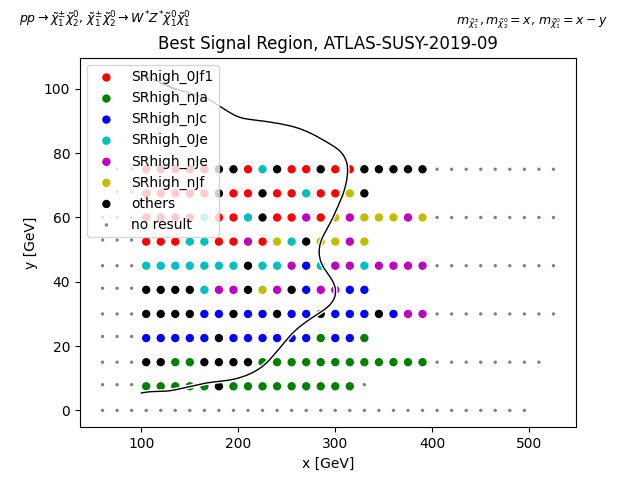 pp → χ̃₁±χ̃₂⁰, χ̃₁±χ̃₂⁰ → W*Z*χ̃₁⁰χ̃₁⁰ m_χ̃₁±, m_χ̃₂⁰ = x, m_χ̃₁⁰ = x − y
Best Signal Region, ATLAS-SUSY-2019-09
SRhigh_0Jf1
SRhigh_nJa
SRhigh_nJc
SRhigh_0Je
SRhigh_nJe
SRhigh_nJf
others
no result
100
80
60
40
20
0
y [GeV]
100 200 300 400 500
x [GeV]